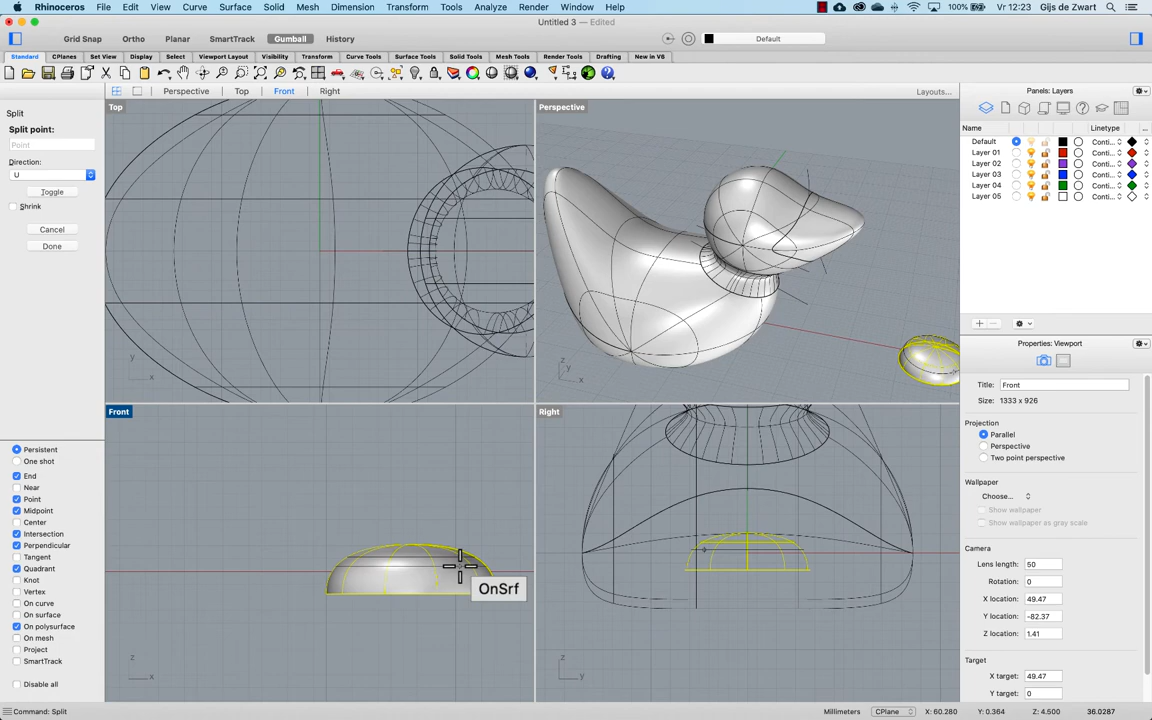 Rhinoceros File Edit View Curve Surface Solid Mesh Dimension Transform Tools Analyze Render Window Help 100% Vr 12:23 Gijs de Zwart
Untitled 3 — Edited
Grid Snap Ortho Planar SmartTrack Gumball History Default
Standard CPlanes Set View Display Select Viewport Layout Visibility Transform Curve Tools Surface Tools Solid Tools Mesh Tools Render Tools Drafting New in V6
Perspective Top Front Right Layouts...
Split
Split point:
Point
Direction:
U
Toggle
Shrink
Cancel
Done
Persistent
One shot
End
Near
Point
Midpoint
Center
Intersection
Perpendicular
Tangent
Quadrant
Knot
Vertex
On curve
On surface
On polysurface
On mesh
Project
SmartTrack
Disable all
Top
y
x
Perspective
z
y
x
Front
OnSrf
z
x
Right
z
y
Panels: Layers
Name Linetype ...
Default Conti...
Layer 01 Conti...
Layer 02 Conti...
Layer 03 Conti...
Layer 04 Conti...
Layer 05 Conti...
Properties: Viewport
Title: Front
Size: 1333 x 926
Projection
Parallel
Perspective
Two point perspective
Wallpaper
Choose...
Show wallpaper
Show wallpaper as gray scale
Camera
Lens length: 50
Rotation: 0
X location: 49.47
Y location: -82.37
Z location: 1.41
Target
X target: 49.47
Y target: 0
Command: Split Millimeters CPlane X: 60.280 Y: 0.364 Z: 4.500 36.0287